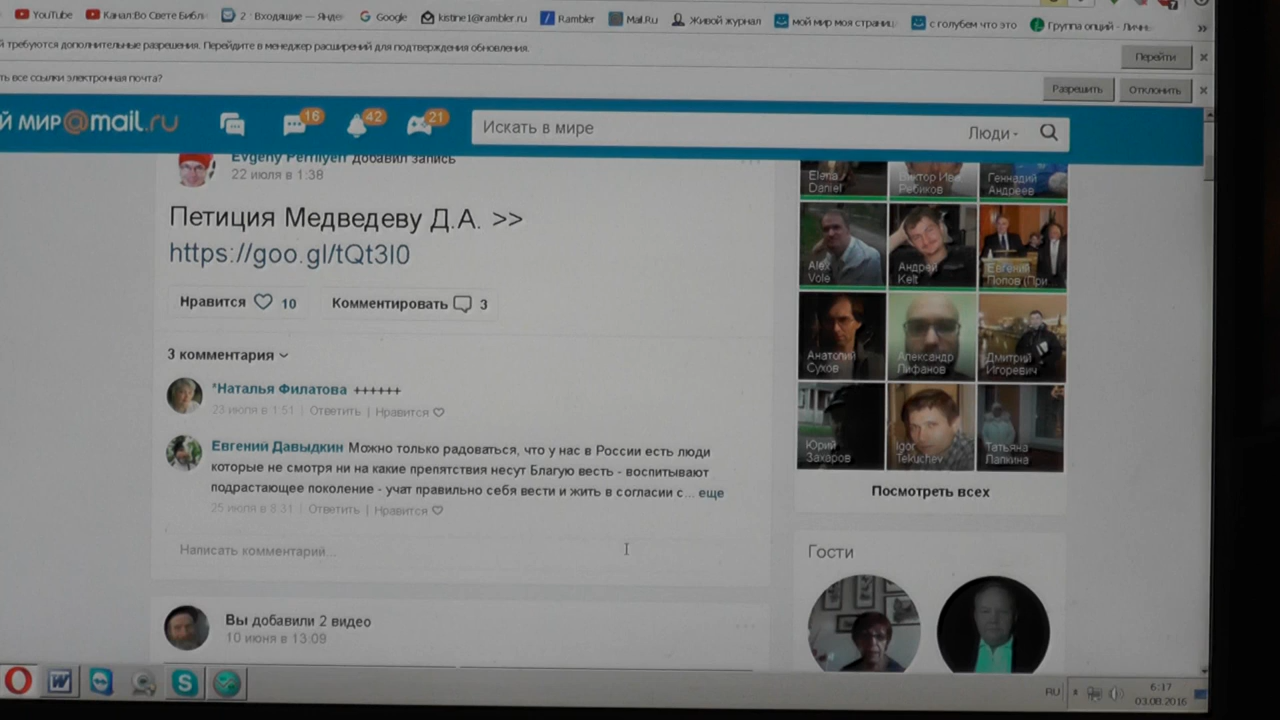 YouTube Канал:Во Свете Библ 2 · Входящие — Янде Google kistine1@rambler.ru Rambler Mail.Ru Живой журнал мой мир моя страниц с голубем что это Группа опций - Личн »
й требуются дополнительные разрешения. Перейдите в менеджер расширений для подтверждения обновления. Перейти
ть все ссылки электронная почта? Разрешить Отклонить
й мир@mail.ru 16 42 21 Искать в мире Люди
Evgeny Perfilyeff добавил запись
22 июля в 1:38
Петиция Медведеву Д.А. >>
https://goo.gl/tQt3I0
Нравится 10 Комментировать 3
3 комментария
*Наталья Филатова ++++++
23 июля в 1:51 | Ответить | Нравится
Евгений Давыдкин Можно только радоваться, что у нас в России есть люди
которые не смотря ни на какие препятствия несут Благую весть - воспитывают
подрастающее поколение - учат правильно себя вести и жить в согласии с... еще
25 июля в 8:31 | Ответить | Нравится
Написать комментарий...
Вы добавили 2 видео
10 июня в 13:09
Elena
Daniel
Виктор Ива
Рёбиков
Геннадий
Андреев
Alex
Vole
Андрей
Kelt
Евгений
Попов (При
Анатолий
Сухов
Александр
Лифанов
Дмитрий
Игоревич
Юрий
Захаров
Igor
Telkuchev
Татьяна
Папкина
Посмотреть всех
Гости
RU 6:17
03.08.2016